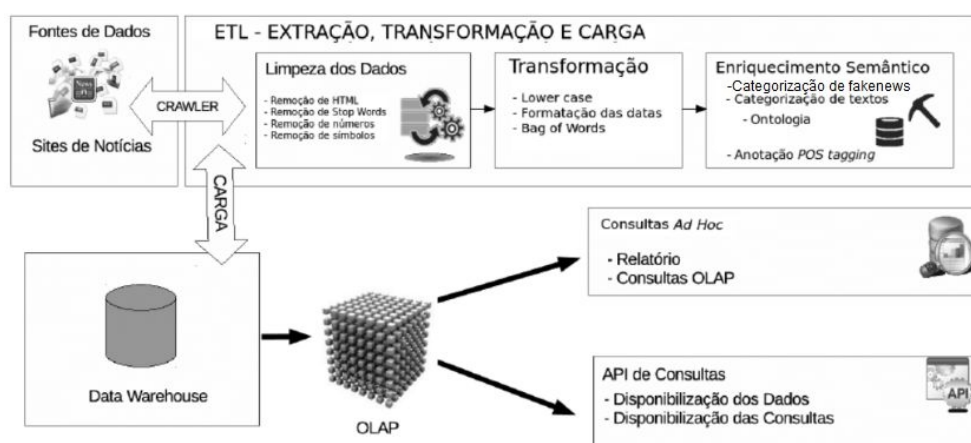 Fontes de Dados
Sites de Notícias
CRAWLER
ETL - EXTRAÇÃO, TRANSFORMAÇÃO E CARGA
Limpeza dos Dados
- Remoção de HTML
- Remoção de Stop Words
- Remoção de números
- Remoção de símbolos
Transformação
- Lower case
- Formatação das datas
- Bag of Words
Enriquecimento Semântico
-Categorização de fakenews
- Categorização de textos
- Ontologia
- Anotação POS tagging
CARGA
Data Warehouse
OLAP
Consultas Ad Hoc
- Relatório
- Consultas OLAP
API de Consultas
- Disponibilização dos Dados
- Disponibilização das Consultas
API